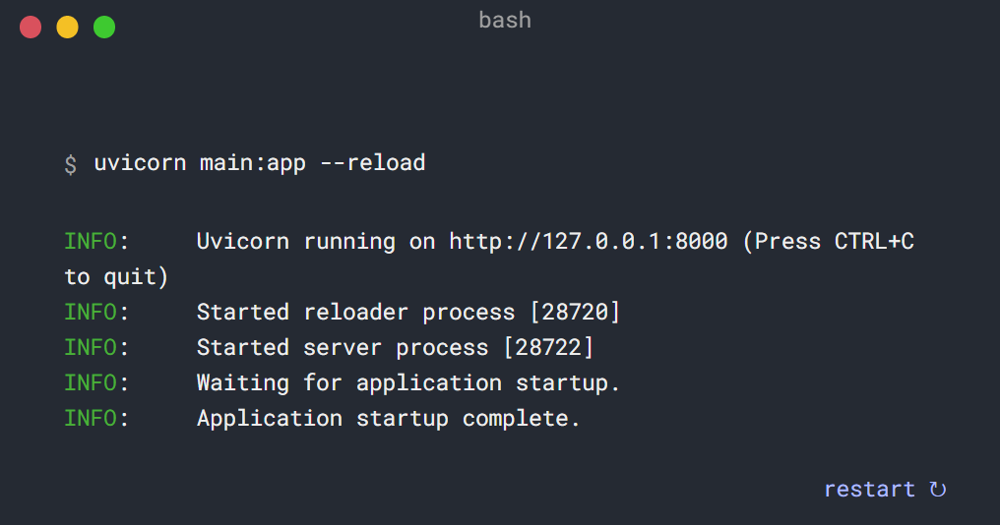 bash
$ uvicorn main:app --reload
INFO:     Uvicorn running on http://127.0.0.1:8000 (Press CTRL+C
to quit)
INFO:     Started reloader process [28720]
INFO:     Started server process [28722]
INFO:     Waiting for application startup.
INFO:     Application startup complete.
restart ↻